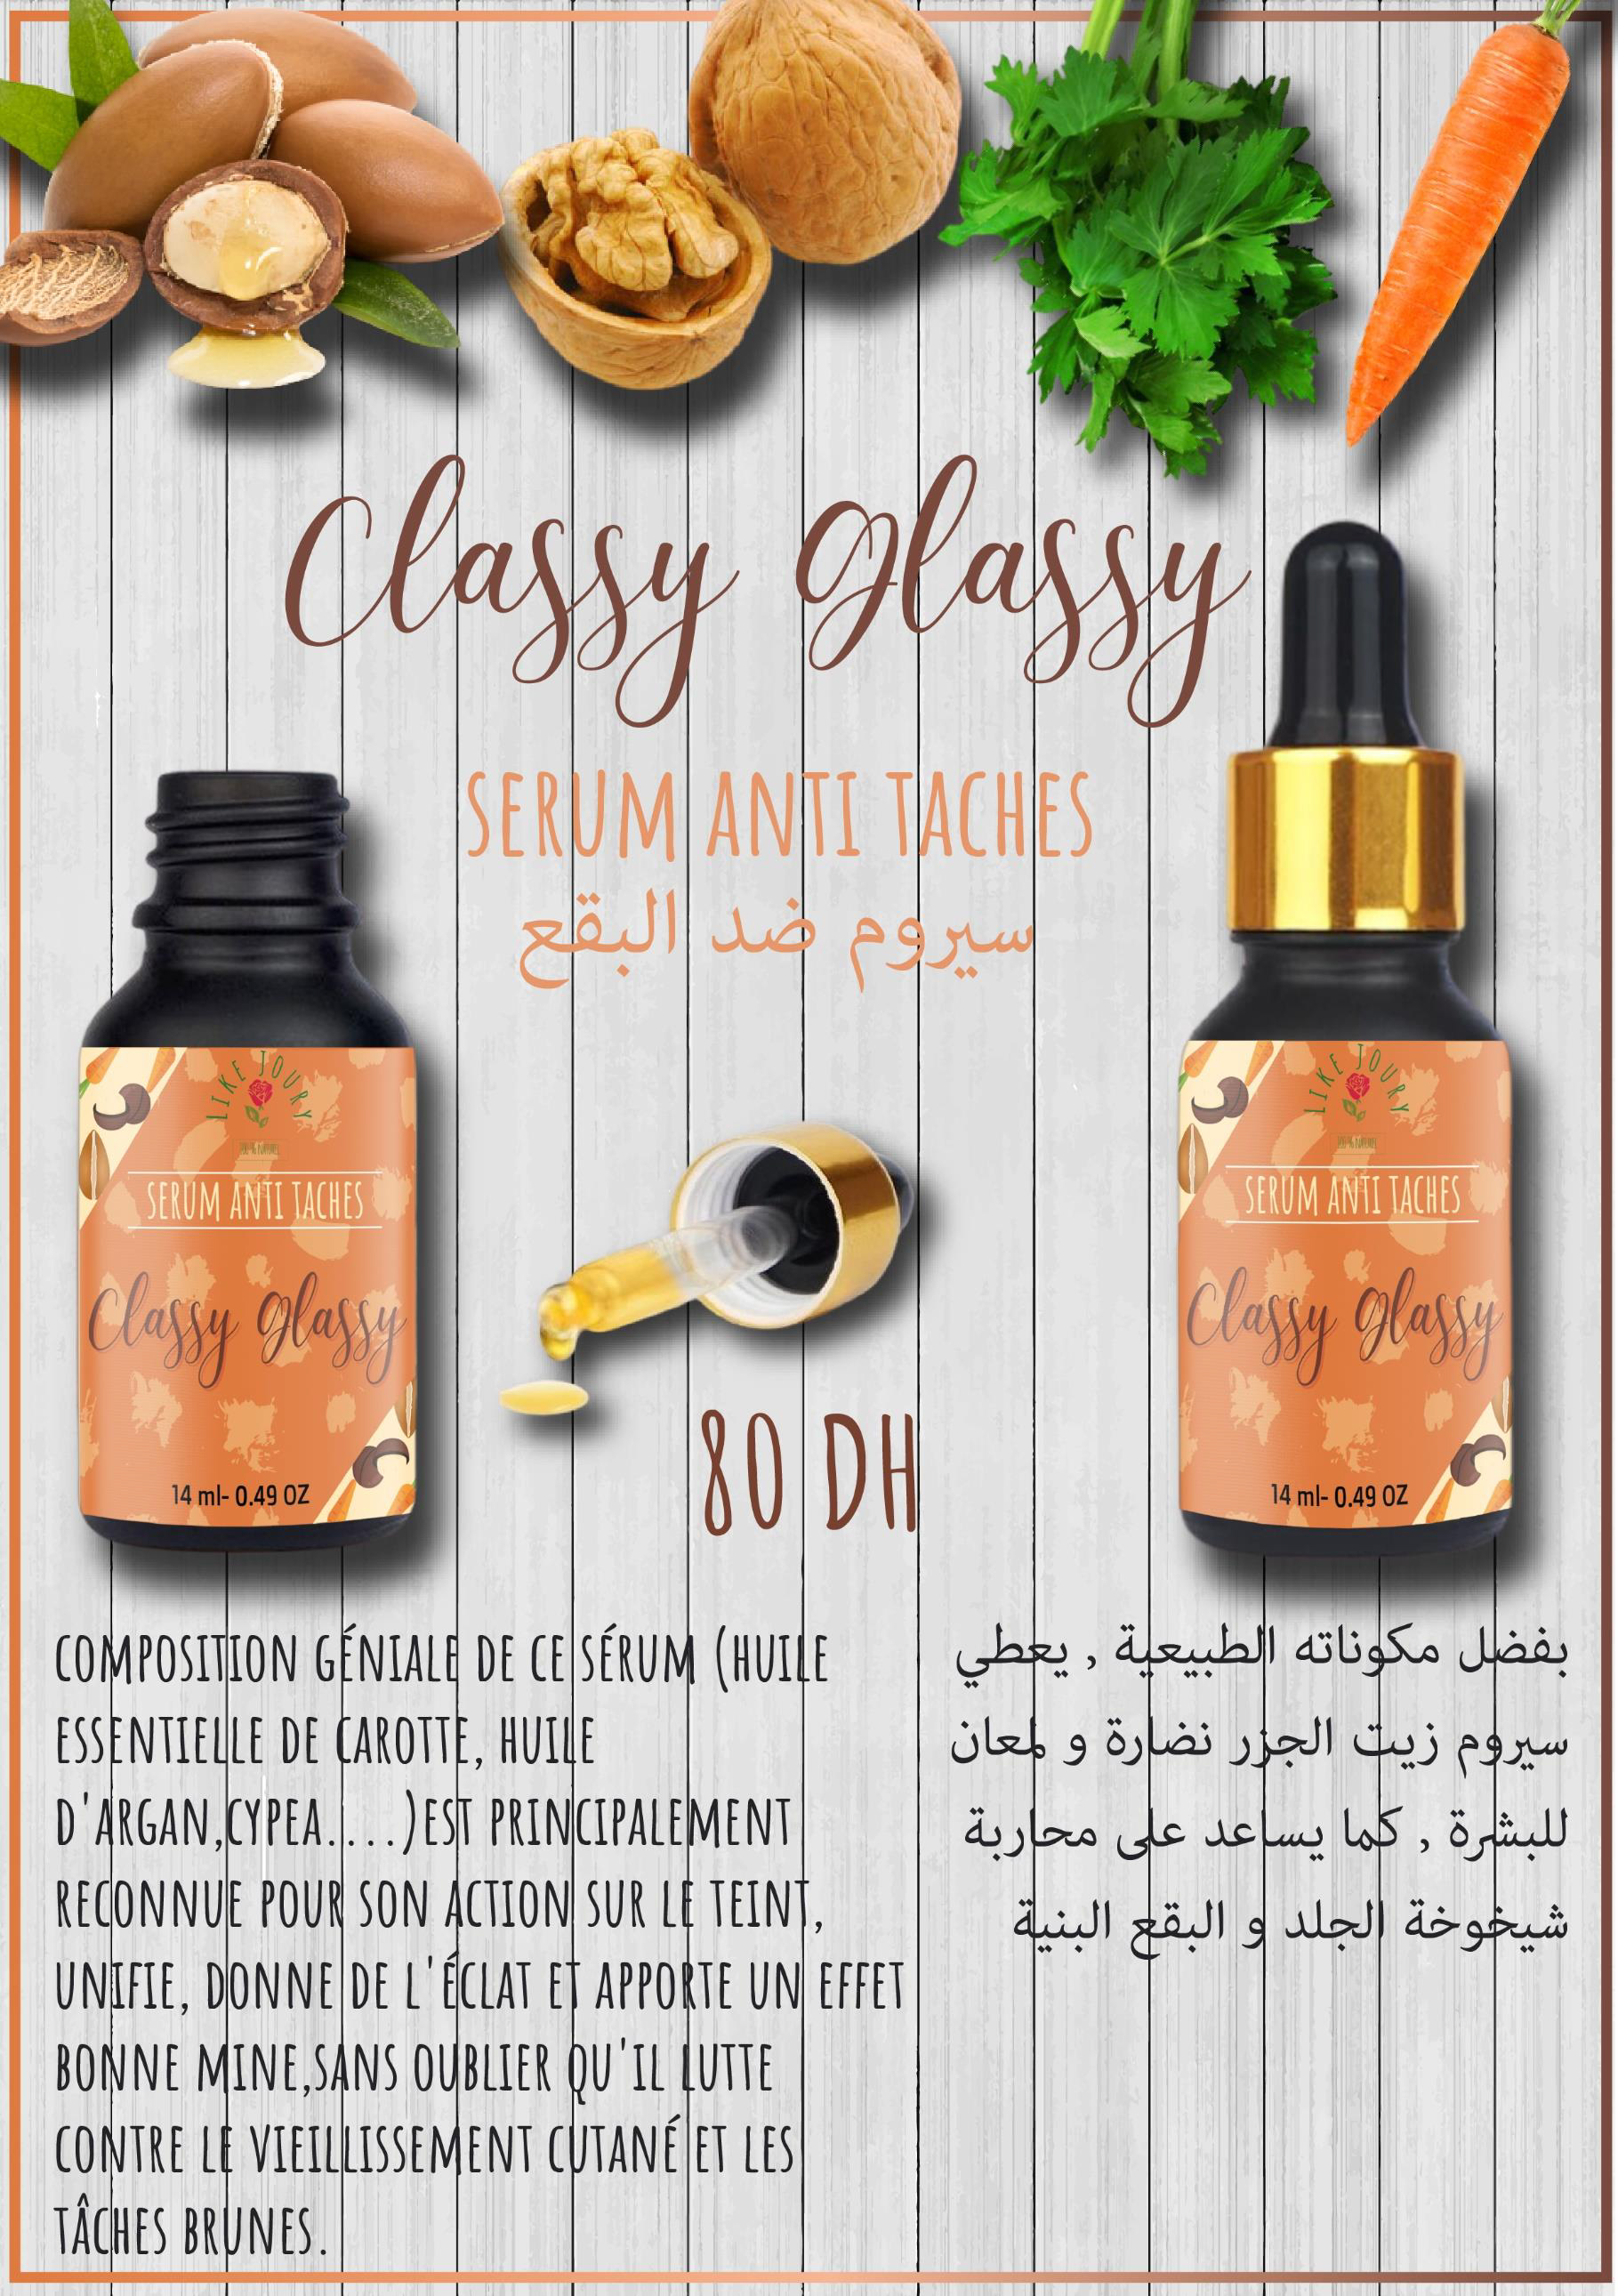 Classy Glassy
SERUM ANTI TACHES
سيروم ضد البقع
LIKE JOURY
SERUM ANTI TACHES
Classy Glassy
14 ml- 0.49 OZ
LIKE JOURY
SERUM ANTI TACHES
Classy Glassy
14 ml- 0.49 OZ
80 DH
COMPOSITION GÉNIALE DE CE SÉRUM (HUILE
ESSENTIELLE DE CAROTTE, HUILE
D'ARGAN,CYPEA.....)EST PRINCIPALEMENT
RECONNUE POUR SON ACTION SUR LE TEINT,
UNIFIE, DONNE DE L'ÉCLAT ET APPORTE UN EFFET
BONNE MINE,SANS OUBLIER QU'IL LUTTE
CONTRE LE VIEILLISSEMENT CUTANÉ ET LES
TÂCHES BRUNES.
بفضل مكوناته الطبيعية , يعطي
سيروم زيت الجزر نضارة و لمعان
للبشرة , كما يساعد على محاربة
شيخوخة الجلد و البقع البنية